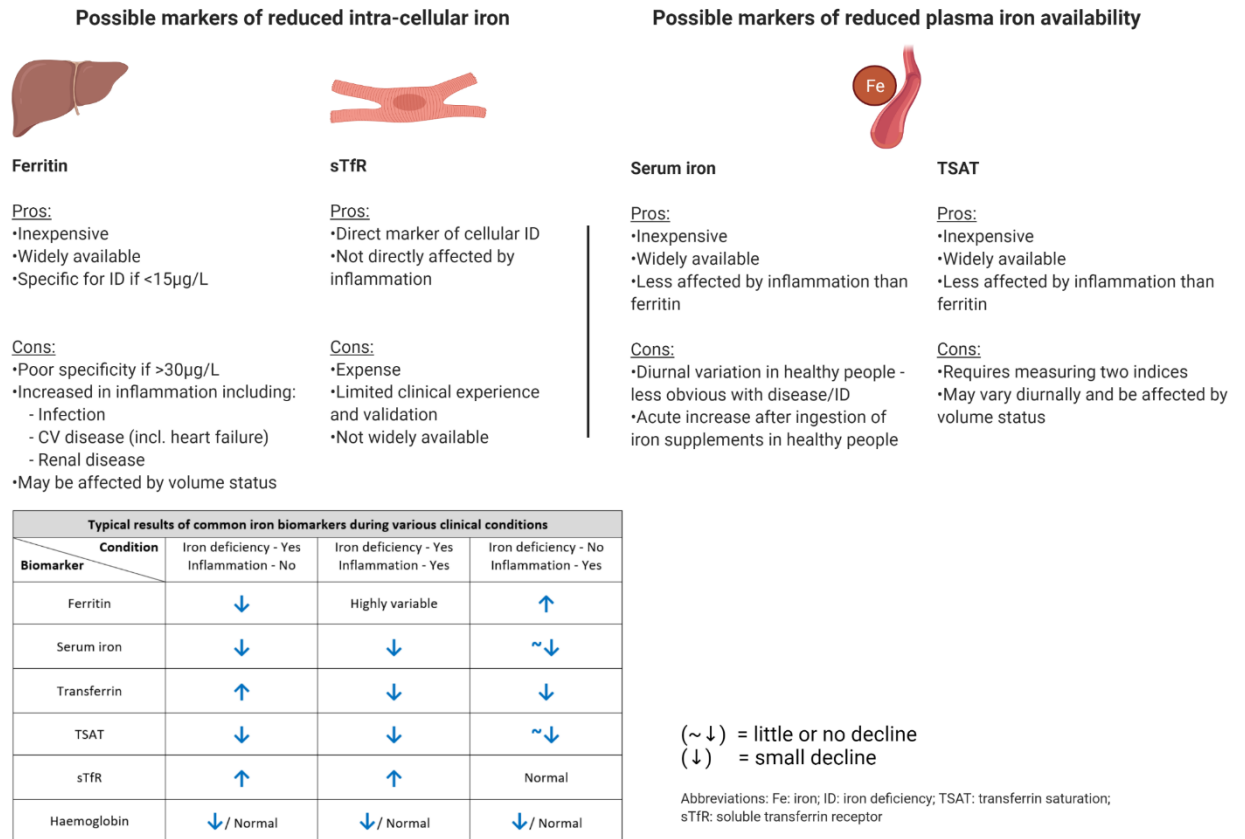 Possible markers of reduced intra-cellular iron
Possible markers of reduced plasma iron availability
Fe
Ferritin
Pros:
•Inexpensive
•Widely available
•Specific for ID if <15µg/L
Cons:
•Poor specificity if >30µg/L
•Increased in inflammation including:
- Infection
- CV disease (incl. heart failure)
- Renal disease
•May be affected by volume status
sTfR
Pros:
•Direct marker of cellular ID
•Not directly affected by
inflammation
Cons:
•Expense
•Limited clinical experience
and validation
•Not widely available
Serum iron
Pros:
•Inexpensive
•Widely available
•Less affected by inflammation than
ferritin
Cons:
•Diurnal variation in healthy people -
less obvious with disease/ID
•Acute increase after ingestion of
iron supplements in healthy people
TSAT
Pros:
•Inexpensive
•Widely available
•Less affected by inflammation than
ferritin
Cons:
•Requires measuring two indices
•May vary diurnally and be affected by
volume status
Typical results of common iron biomarkers during various clinical conditions
Condition
Biomarker
Iron deficiency - Yes
Inflammation - No
Iron deficiency - Yes
Inflammation - Yes
Iron deficiency - No
Inflammation - Yes
Ferritin ↓ Highly variable ↑
Serum iron ↓ ↓ ~↓
Transferrin ↑ ↓ ↓
TSAT ↓ ↓ ~↓
sTfR ↑ ↑ Normal
Haemoglobin ↓/ Normal ↓/ Normal ↓/ Normal
(~↓) = little or no decline
(↓) = small decline
Abbreviations: Fe: iron; ID: iron deficiency; TSAT: transferrin saturation;
sTfR: soluble transferrin receptor